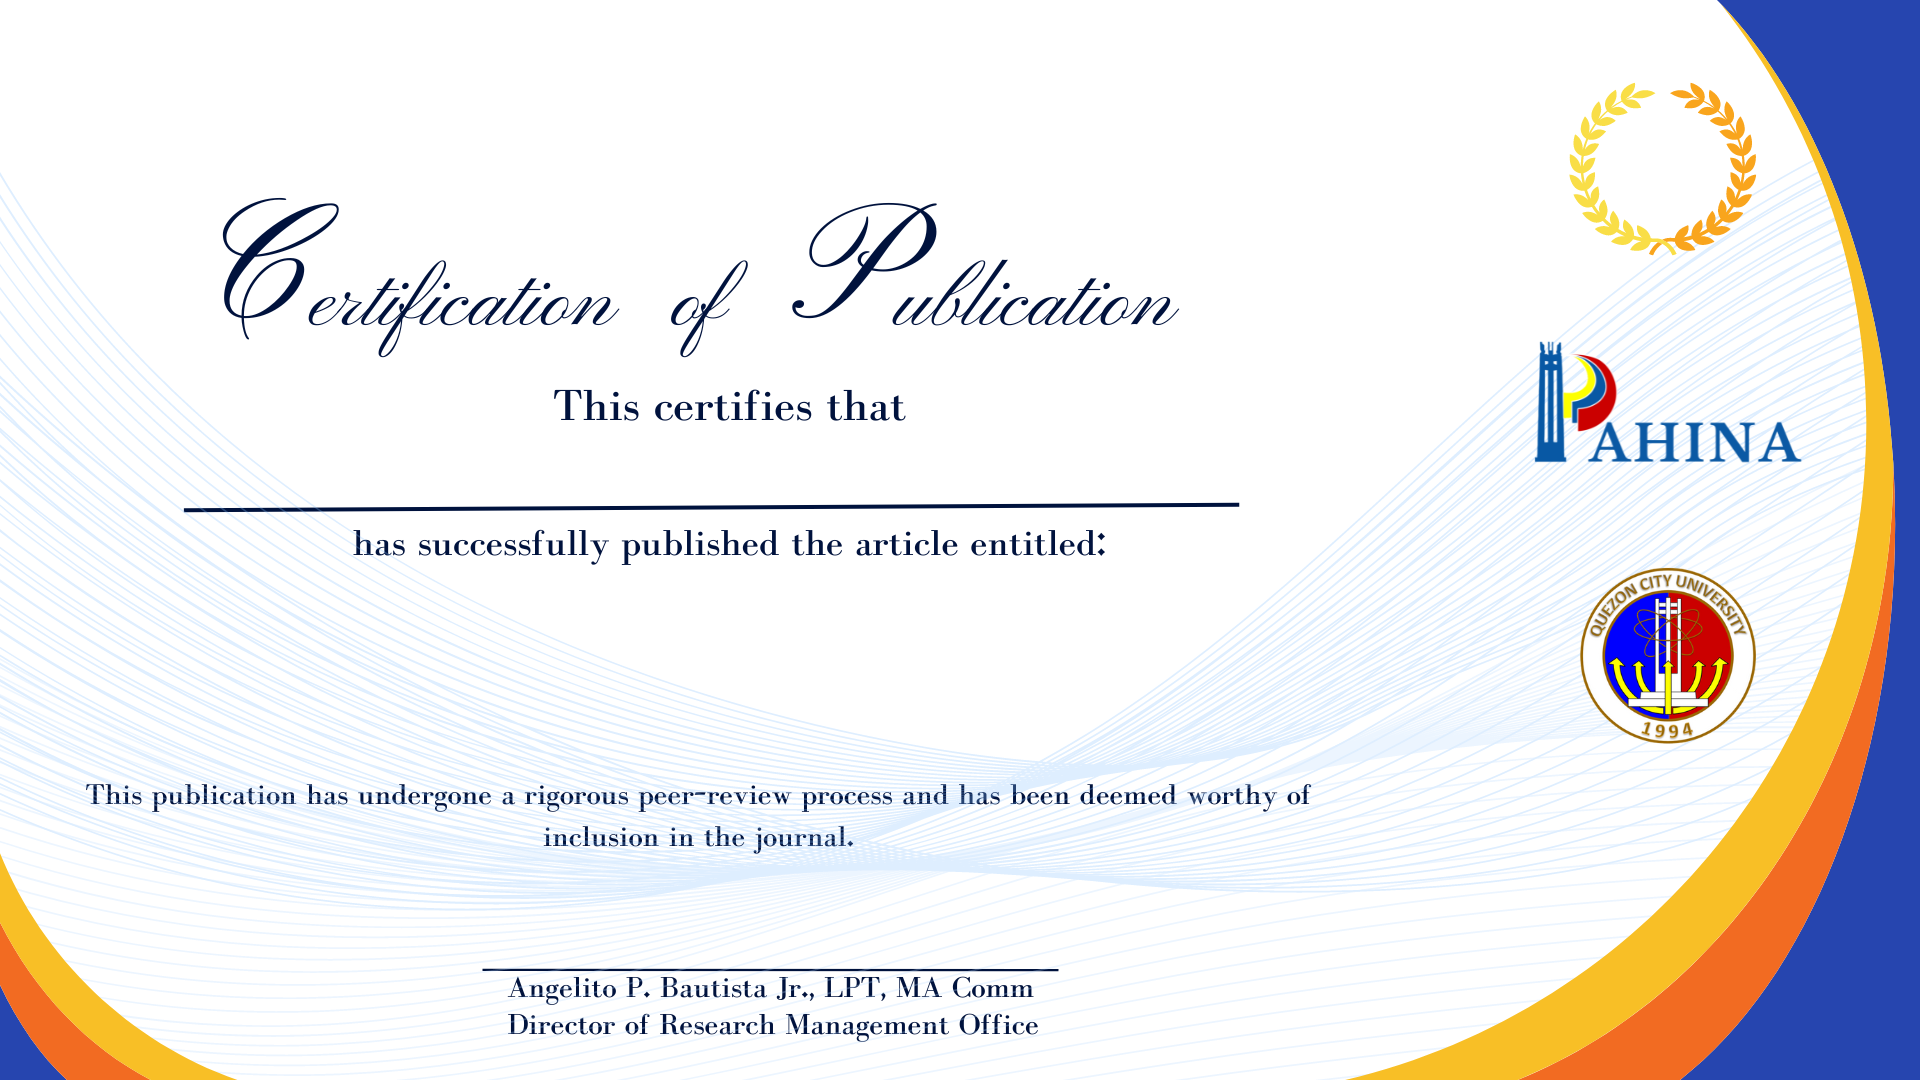 Certification of Publication
This certifies that
has successfully published the article entitled:
This publication has undergone a rigorous peer-review process and has been deemed worthy of
inclusion in the journal.
Angelito P. Bautista Jr., LPT, MA Comm
Director of Research Management Office
PAHINA
QUEZON CITY UNIVERSITY
1994